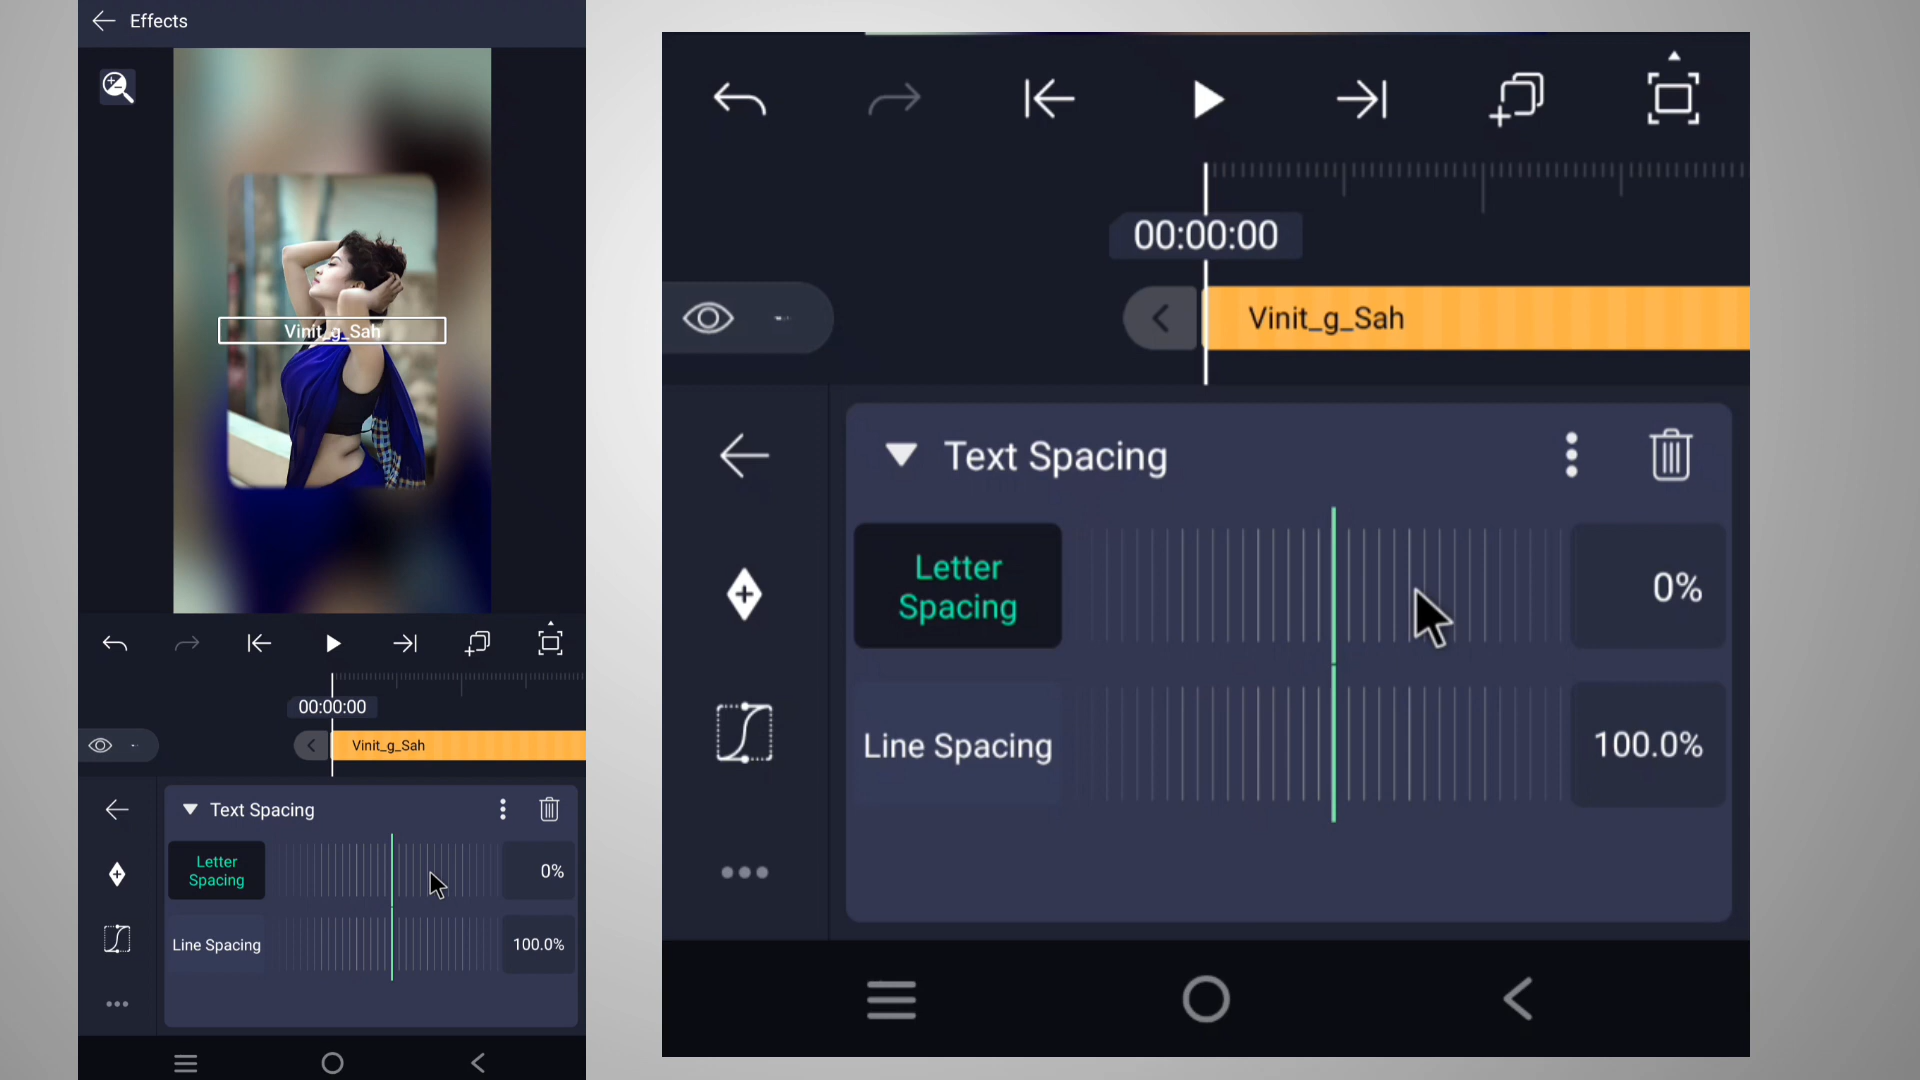 Effects
Vinit_g_Sah
00:00:00
Vinit_g_Sah
Text Spacing
Letter
Spacing
0%
Line Spacing
100.0%
00:00:00
Vinit_g_Sah
Text Spacing
Letter
Spacing
0%
Line Spacing
100.0%